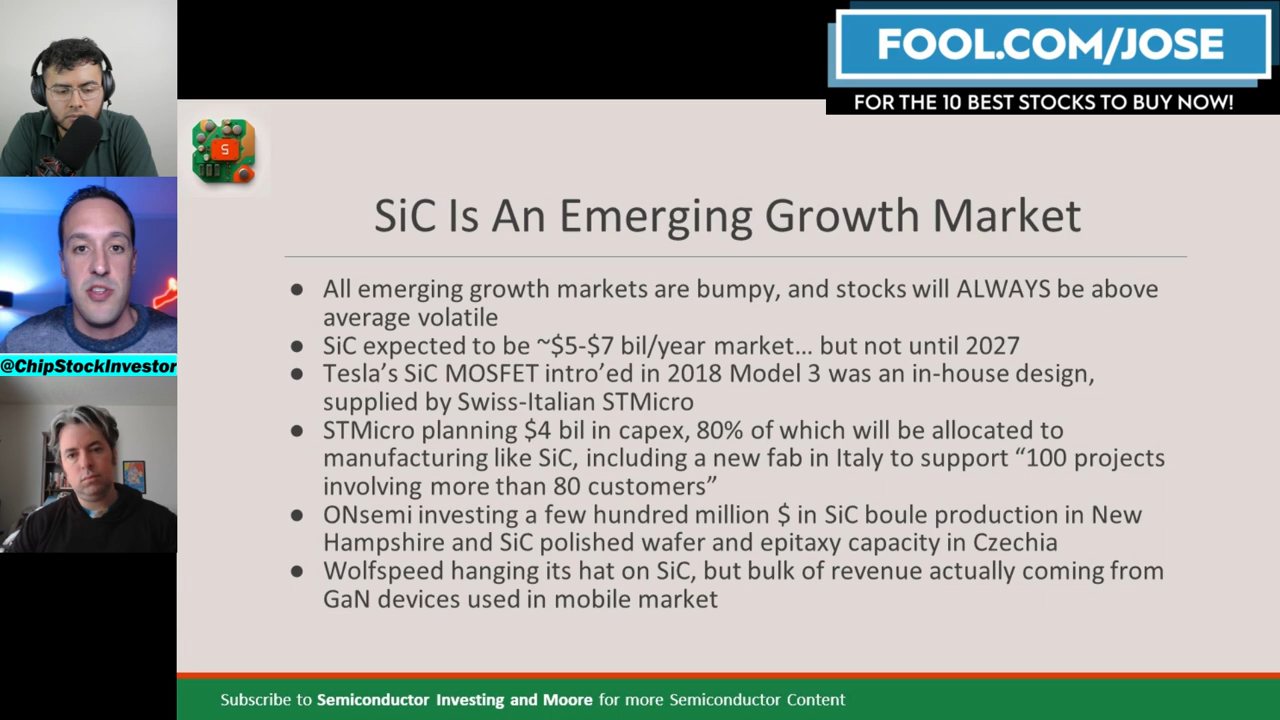 FOOL.COM/JOSE
FOR THE 10 BEST STOCKS TO BUY NOW!
S
SiC Is An Emerging Growth Market
● All emerging growth markets are bumpy, and stocks will ALWAYS be above
average volatile
● SiC expected to be ~$5-$7 bil/year market... but not until 2027
● Tesla's SiC MOSFET intro'ed in 2018 Model 3 was an in-house design,
supplied by Swiss-Italian STMicro
● STMicro planning $4 bil in capex, 80% of which will be allocated to
manufacturing like SiC, including a new fab in Italy to support “100 projects
involving more than 80 customers”
● ONsemi investing a few hundred million $ in SiC boule production in New
Hampshire and SiC polished wafer and epitaxy capacity in Czechia
● Wolfspeed hanging its hat on SiC, but bulk of revenue actually coming from
GaN devices used in mobile market
@ChipStockInvestor
Subscribe to Semiconductor Investing and Moore for more Semiconductor Content